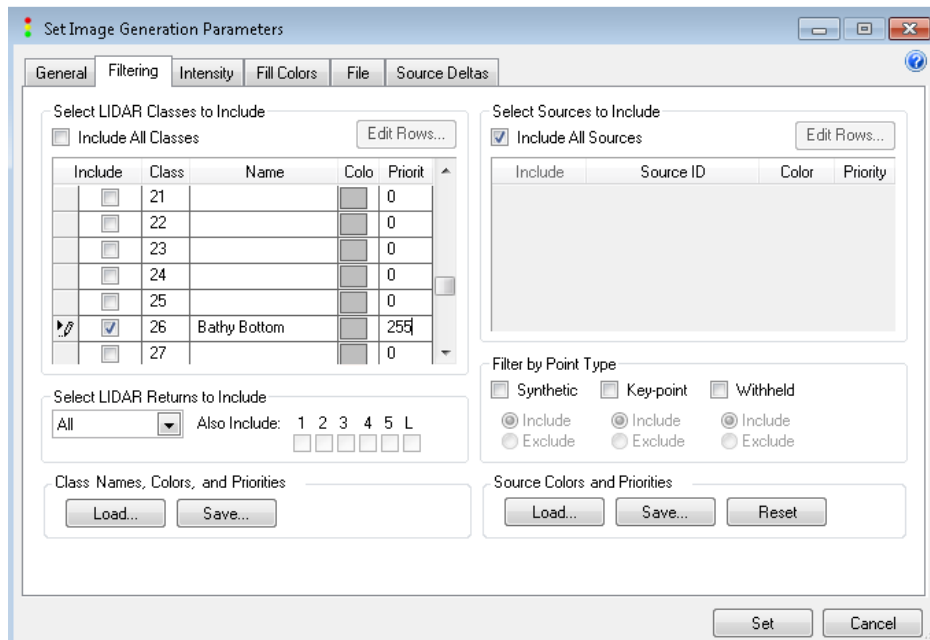 Set Image Generation Parameters
General Filtering Intensity Fill Colors File Source Deltas
Select LIDAR Classes to Include
Include All Classes Edit Rows...
Include Class Name Colo Priorit
21 0
22 0
23 0
24 0
25 0
26 Bathy Bottom 255
27 0
Select LIDAR Returns to Include
All Also Include: 1 2 3 4 5 L
Class Names, Colors, and Priorities
Load... Save...
Select Sources to Include
Include All Sources Edit Rows...
Include Source ID Color Priority
Filter by Point Type
Synthetic Key-point Withheld
Include Include Include
Exclude Exclude Exclude
Source Colors and Priorities
Load... Save... Reset
Set Cancel